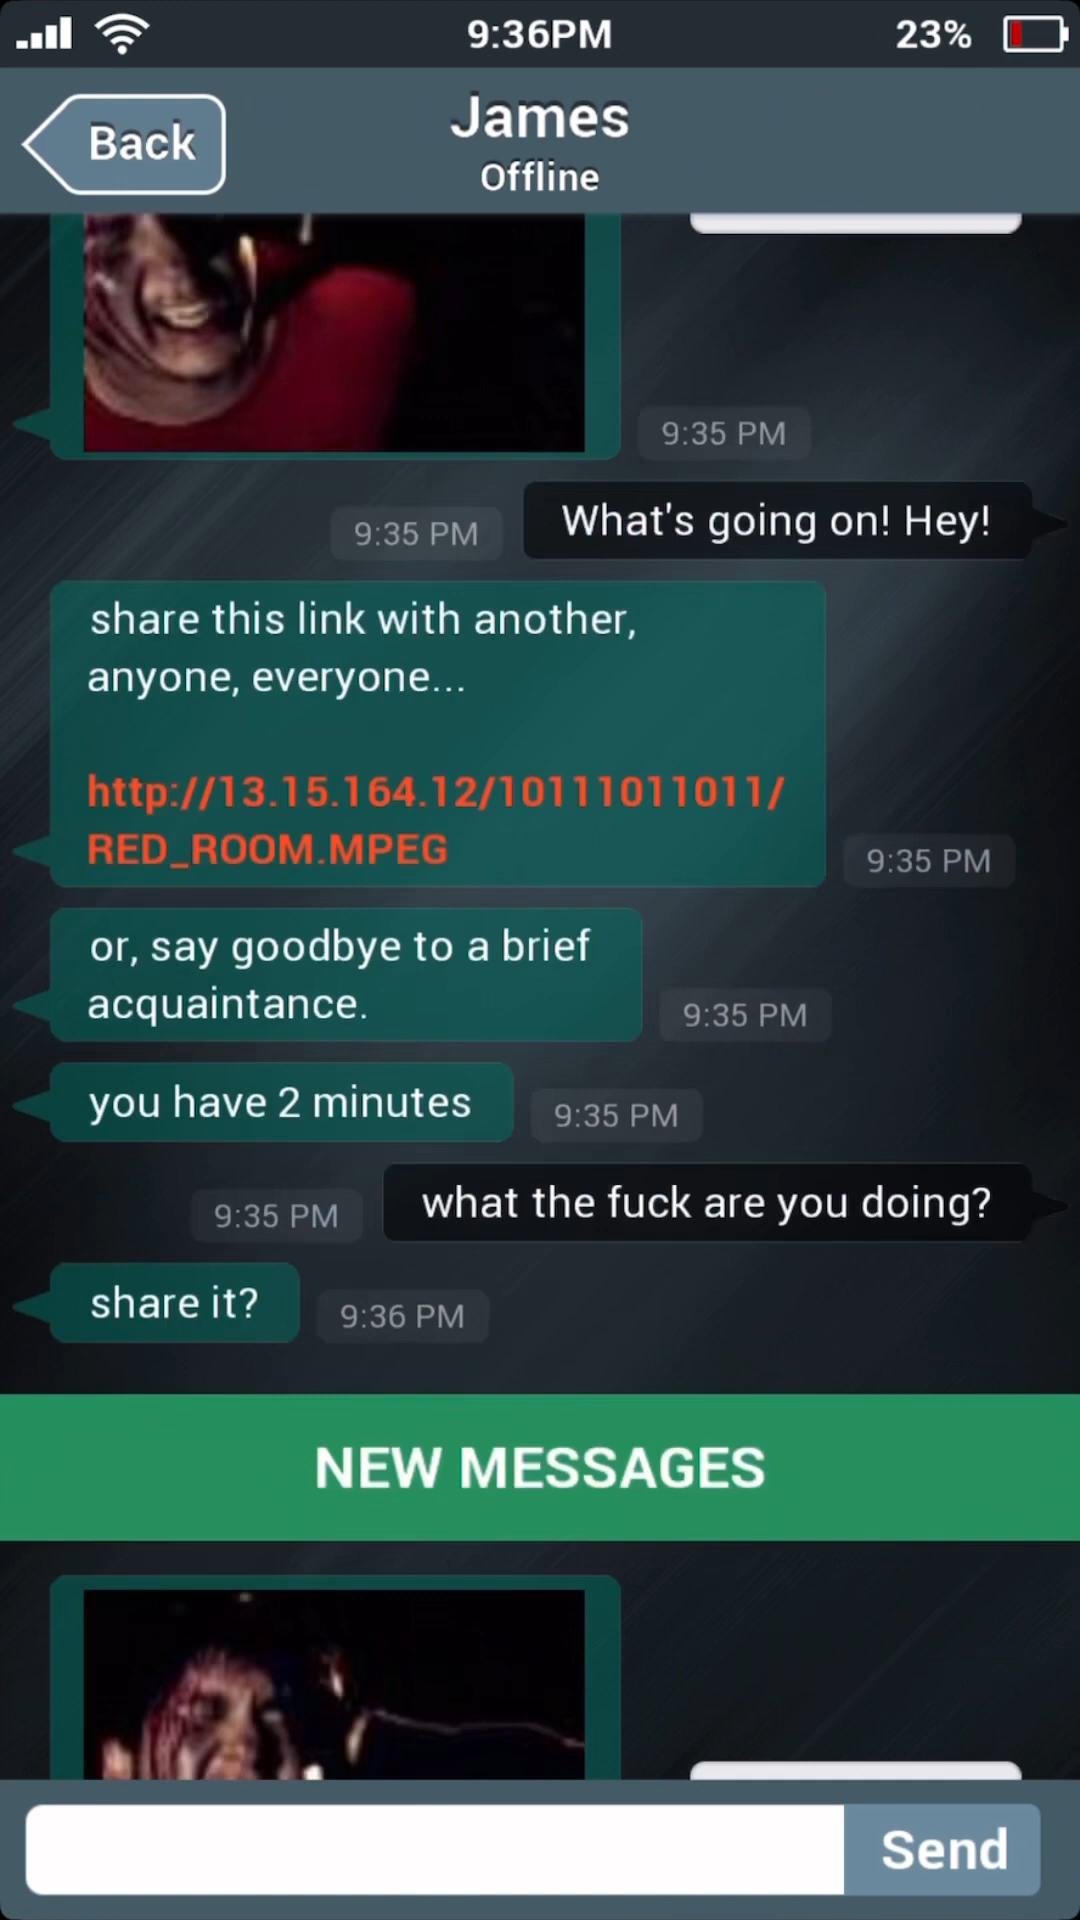 9:36PM
23%
Back
James
Offline
9:35 PM
What's going on! Hey!
9:35 PM
share this link with another,
anyone, everyone...
http://13.15.164.12/10111011011/
RED_ROOM.MPEG
9:35 PM
or, say goodbye to a brief
acquaintance.
9:35 PM
you have 2 minutes
9:35 PM
what the fuck are you doing?
9:35 PM
share it?
9:36 PM
NEW MESSAGES
Send